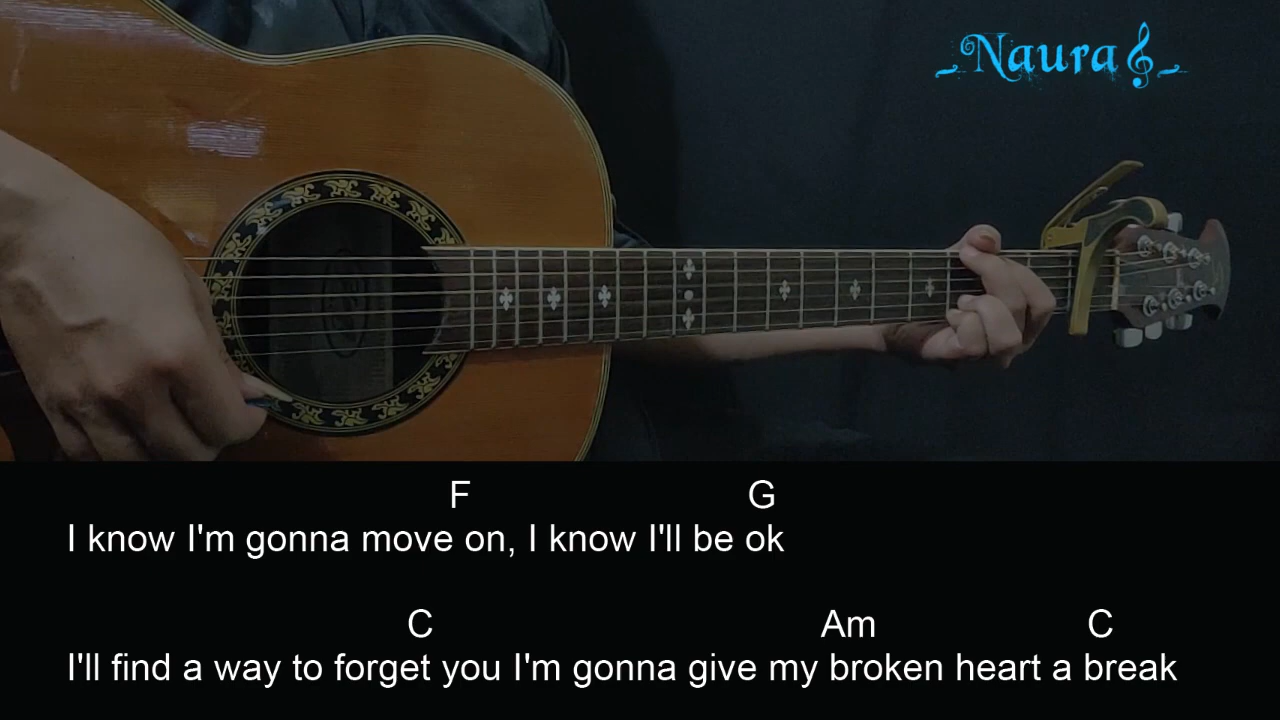 Naura
F G
I know I'm gonna move on, I know I'll be ok
C Am C
I'll find a way to forget you I'm gonna give my broken heart a break